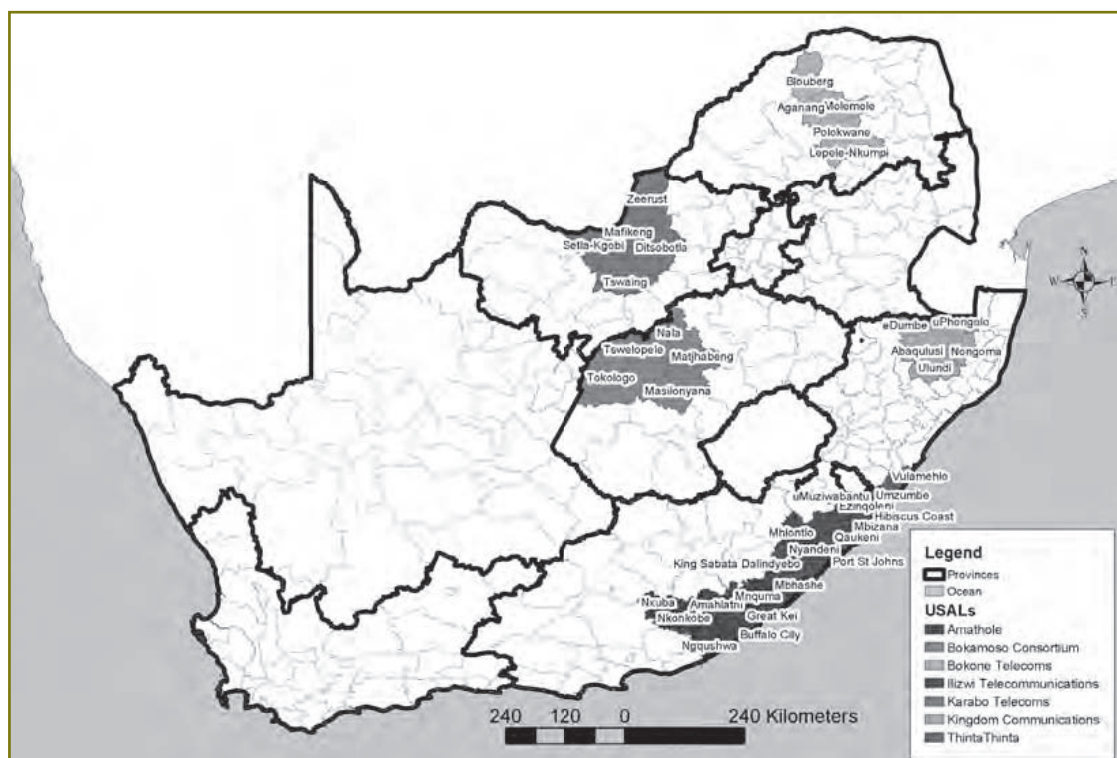 Blouberg
Aganang Molemole
Polokwane
Lepele-Nkumpi
Zeerust
Mafikeng
Setla-Kgobi Ditsobotla
Tswaing
Nala
Tswelopele
Matjhabeng
Tokologo
Masilonyana
eDumbe uPhongolo
Abaqulusi Nongoma
Ulundi
N
W E
S
Vulamehlo
uMuziwabantu Umzumbe
Ezinqoleni
Hibiscus Coast
Mbizana
Mhlontlo
Qaukeni
Nyandeni
King Sabata Dalindyebo Port St Johns
Mbhashe
Mnquma
Nxuba Amahlathi
Great Kei
Nkonkobe
Buffalo City
Ngqushwa
Legend
Provinces
Ocean
USALs
Amathole
Bokamoso Consortium
Bokone Telecoms
Ilizwi Telecommunications
Karabo Telecoms
Kingdom Communications
ThintaThinta
240 120 0 240 Kilometers